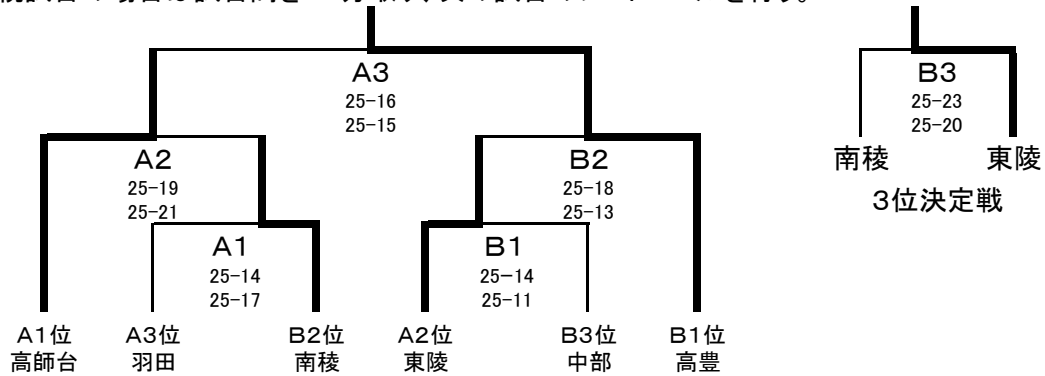 A3
25-16
25-15
A2
25-19
25-21
B2
25-18
25-13
A1
25-14
25-17
B1
25-14
25-11
A1位
高師台
A3位
羽田
B2位
南稜
A2位
東陵
B3位
中部
B1位
高豊
B3
25-23
25-20
南稜
東陵
3位決定戦